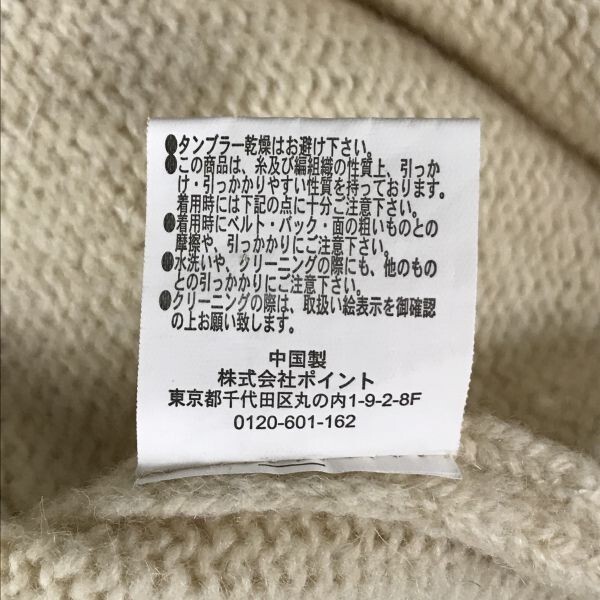 ●タンブラー乾燥はお避け下さい。
●この商品は、糸及び編組織の性質上、引っか
け・引っかかりやすい性質を持っております。
着用時には下記の点に十分ご注意下さい。
●着用時にベルト・バック・面の粗いものとの
摩擦や、引っかかりにご注意下さい。
●水洗いや、クリーニングの際にも、他のもの
との引っかかりにご注意下さい。
●クリーニングの際は、取扱い絵表示を御確認
の上お願い致します。
中国製
株式会社ポイント
東京都千代田区丸の内1-9-2-8F
0120-601-162